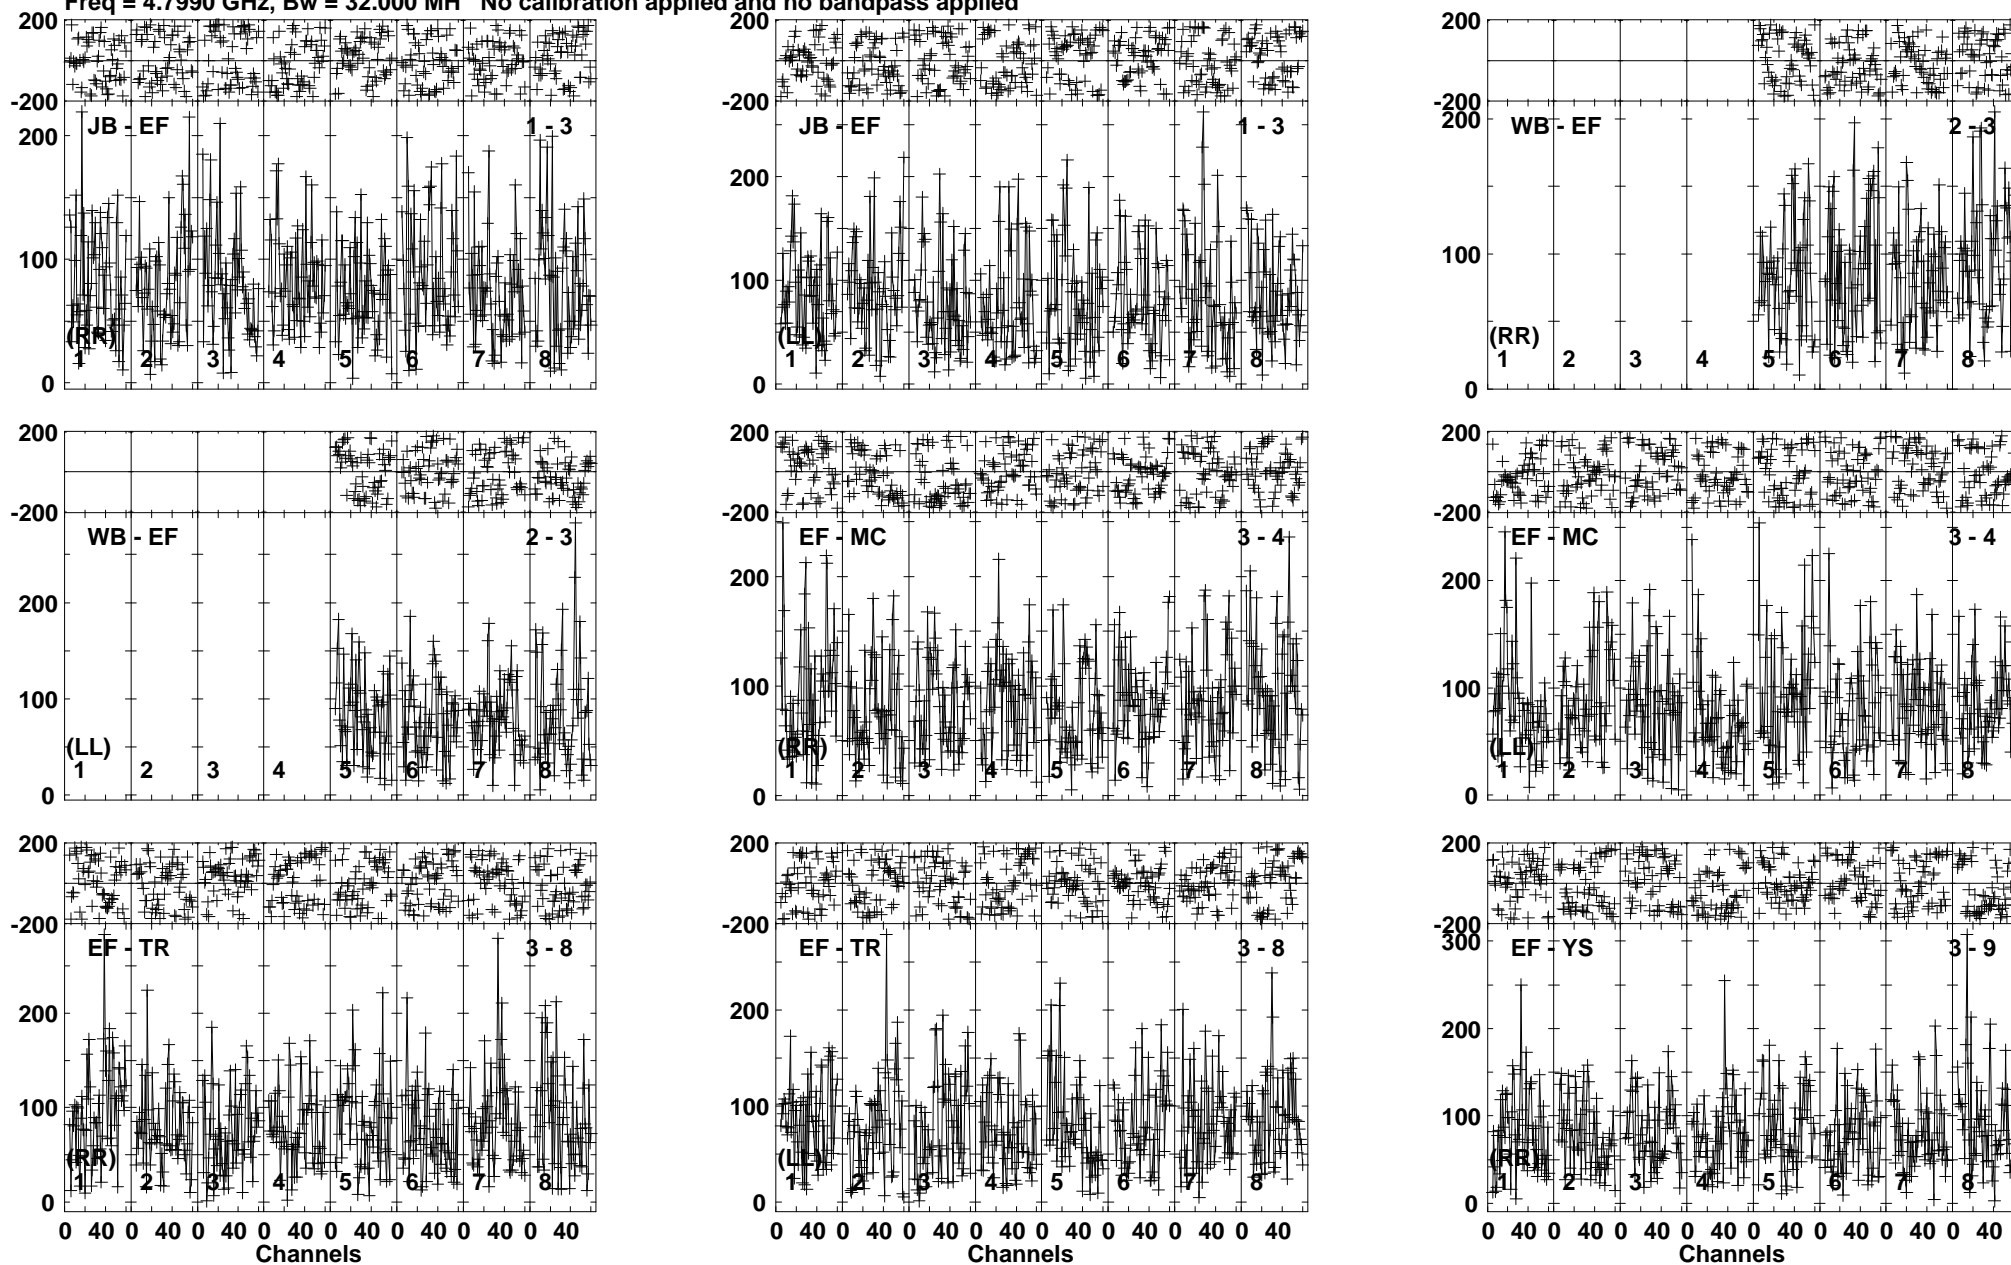 Freq = 4.7990 GHz, Bw = 32.000 MH No calibration applied and no bandpass applied
200 200 200
-200 -200 -200
JB - EF 1 - 3 JB - EF 1 - 3 WB - EF 2 - 3
200 200 200
100 100 100
(RR) (LL) (RR)
1 2 3 4 5 6 7 8 1 2 3 4 5 6 7 8 1 2 3 4 5 6 7 8
0 0 0
200 200 200
-200 -200 -200
WB - EF 2 - 3 EF - MC 3 - 4 EF - MC 3 - 4
200 200 200
100 100 100
(LL) (RR) (LL)
1 2 3 4 5 6 7 8 1 2 3 4 5 6 7 8 1 2 3 4 5 6 7 8
0 0 0
200 200 200
-200 -200 -200
300
EF - TR 3 - 8 EF - TR 3 - 8 EF - YS 3 - 9
200 200 200
100 100 100
(RR) (LL) (RR)
1 2 3 4 5 6 7 8 1 2 3 4 5 6 7 8 1 2 3 4 5 6 7 8
0 0 0
0 40 0 40 0 40 0 40 0 40 0 40 0 40 0 40 0 40 0 40 0 40 0 40 0 40 0 40 0 40 0 40 0 40 0 40 0 40 0 40 0 40 0 40 0 40 0 40
Channels Channels Channels